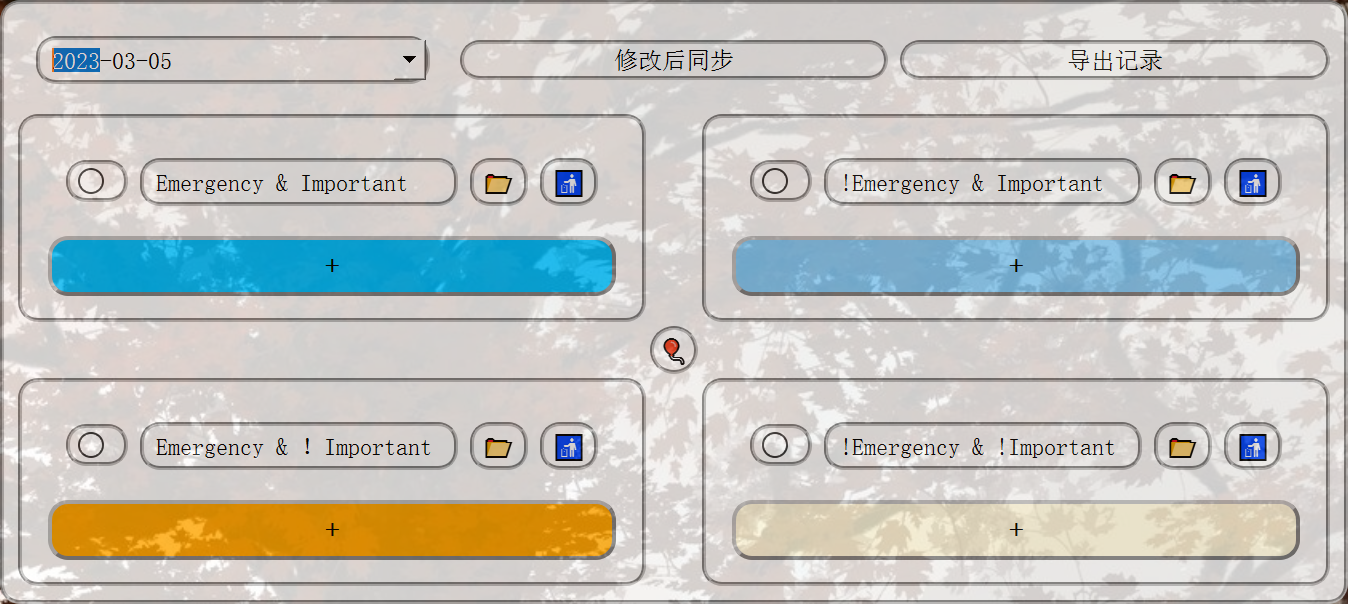 2023-03-05
修改后同步
导出记录
Emergency & Important
!Emergency & Important
+
+
Emergency & ! Important
!Emergency & !Important
+
+